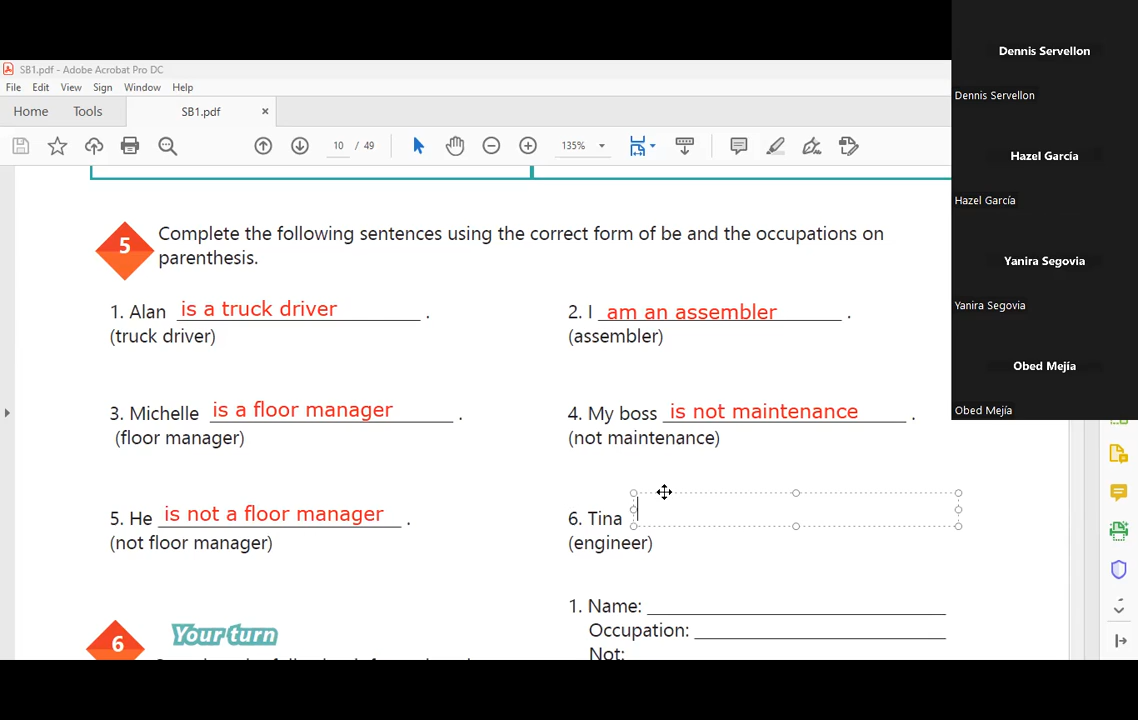 SB1.pdf - Adobe Acrobat Pro DC
File Edit View Sign Window Help
Home Tools SB1.pdf ×
10 / 49 135%
5 Complete the following sentences using the correct form of be and the occupations on
parenthesis.
1. Alan is a truck driver .
(truck driver)
2. I am an assembler .
(assembler)
3. Michelle is a floor manager .
(floor manager)
4. My boss is not maintenance .
(not maintenance)
5. He is not a floor manager .
(not floor manager)
6. Tina
(engineer)
1. Name:
Occupation:
Not:
6 Your turn
Dennis Servellon
Dennis Servellon
Hazel García
Hazel García
Yanira Segovia
Yanira Segovia
Obed Mejía
Obed Mejía